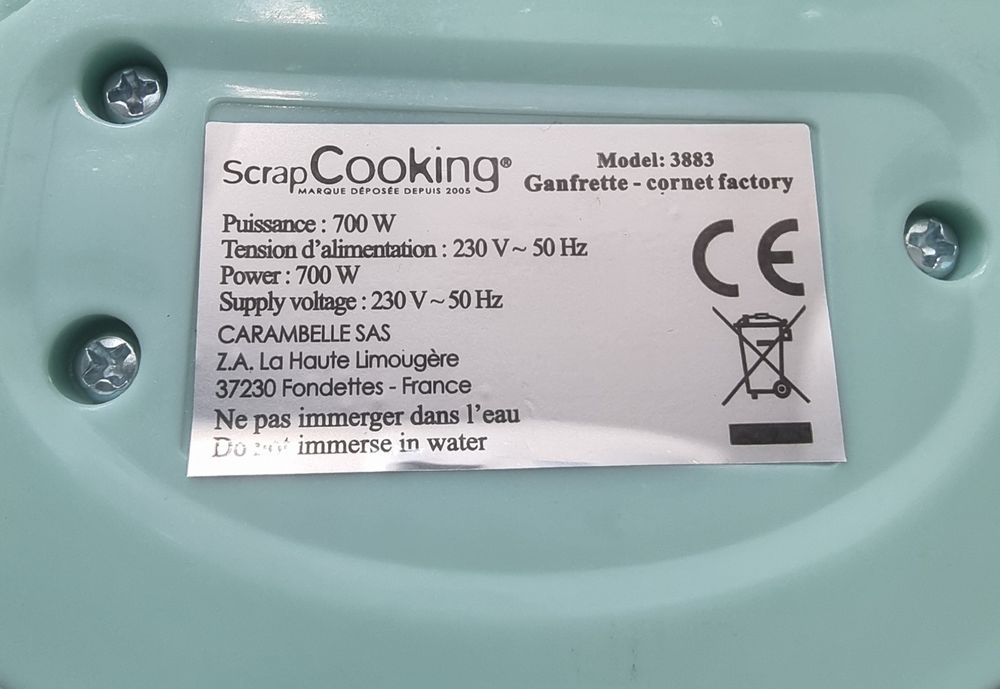 ScrapCooking®
MARQUE DÉPOSÉE DEPUIS 2005
Model: 3883
Ganfrette - cornet factory
Puissance : 700 W
Tension d'alimentation : 230 V ~ 50 Hz
Power : 700 W
Supply voltage : 230 V ~ 50 Hz
CARAMBELLE SAS
Z.A. La Haute Limougère
37230 Fondettes - France
Ne pas immerger dans l'eau
Do not immerse in water
CE